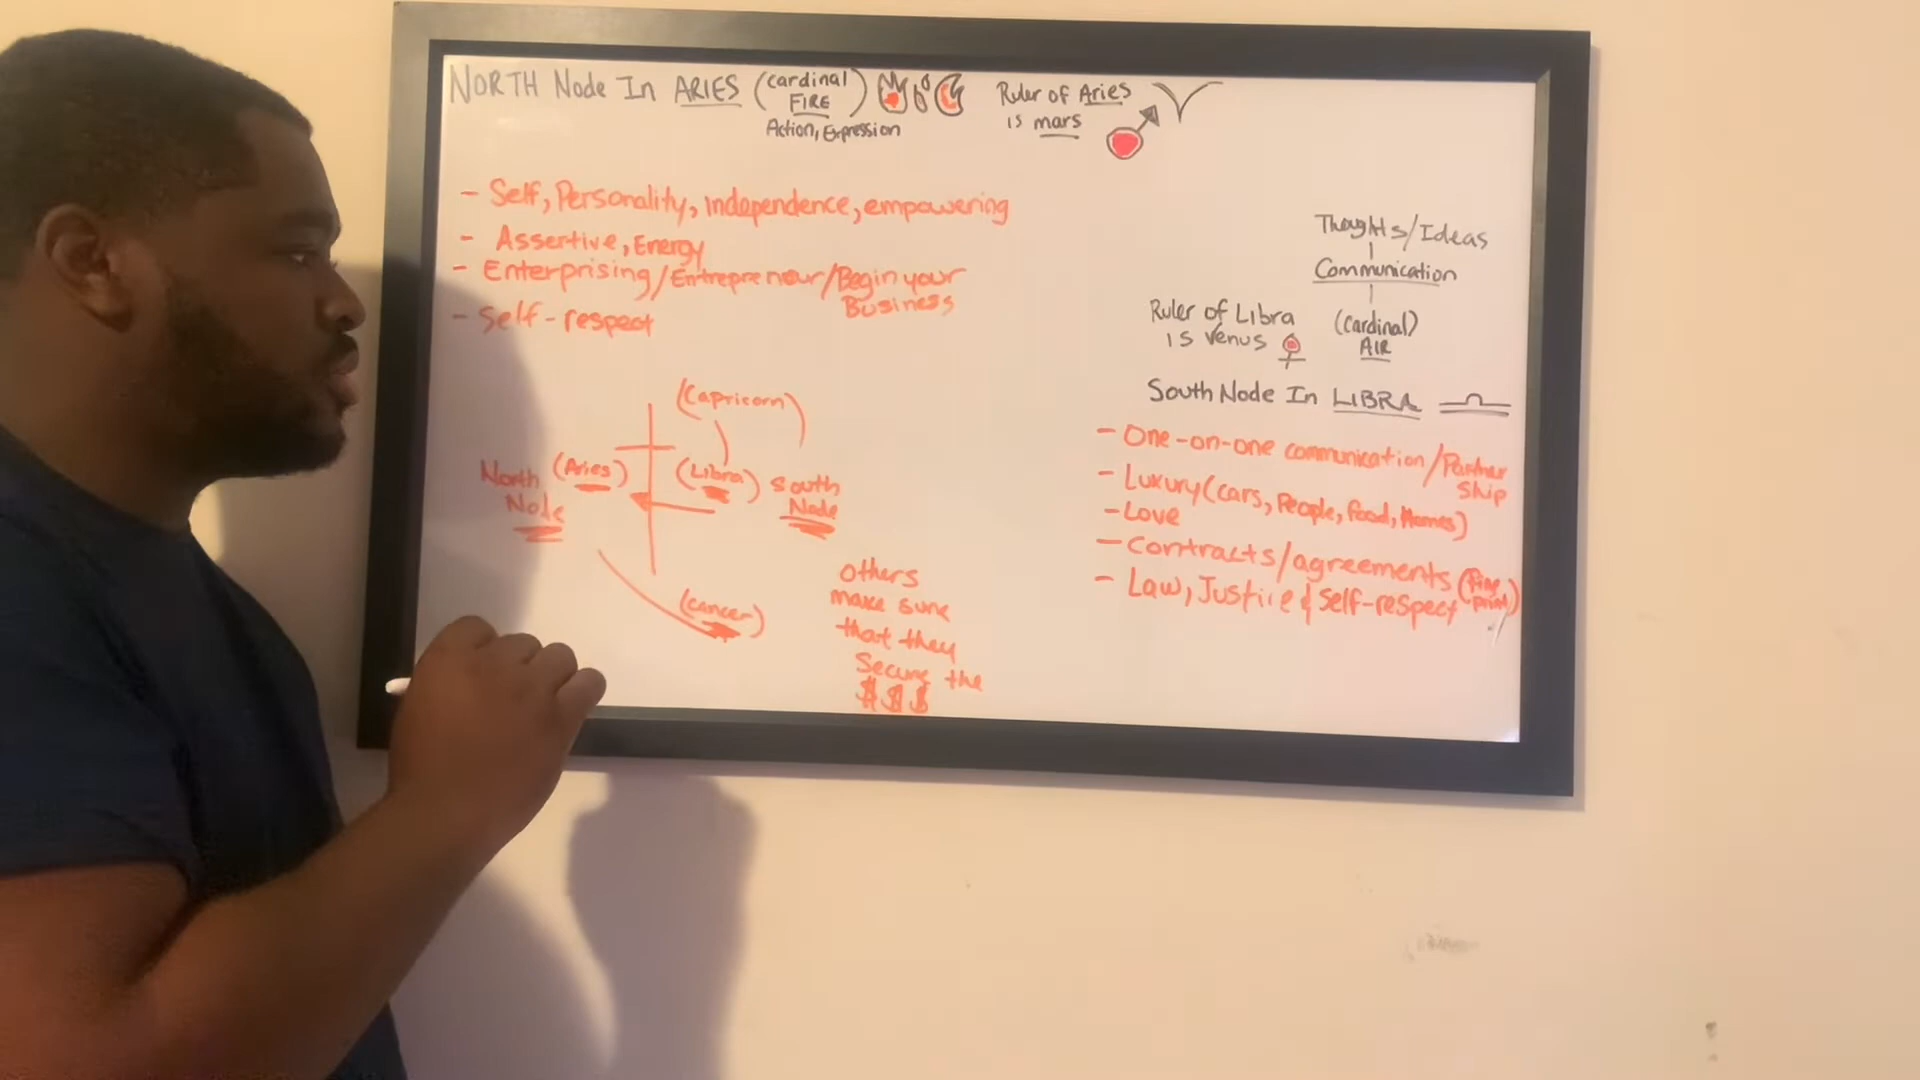 NORTH Node In ARIES (cardinal FIRE)
Action, Expression
Ruler of Aries
is mars
- Self, Personality, independence, empowering
- Assertive, Energy
- Enterprising/Entreprenour/Begin your
Business
- Self-respect
Thoughts/Ideas
Communication
(cardinal)
AIR
Ruler of Libra
is Venus
South Node In LIBRA
- One-on-one communication/Partner
Ship
- Luxury (cars, People, food, Homes)
- Love
- Contracts/agreements (fine
print)
- Law, Justice & Self-respect
(Capricorn)
North
Node
(Aries)
(Libra)
South
Node
(cancer)
others
make sure
that they
Secure the
$$$